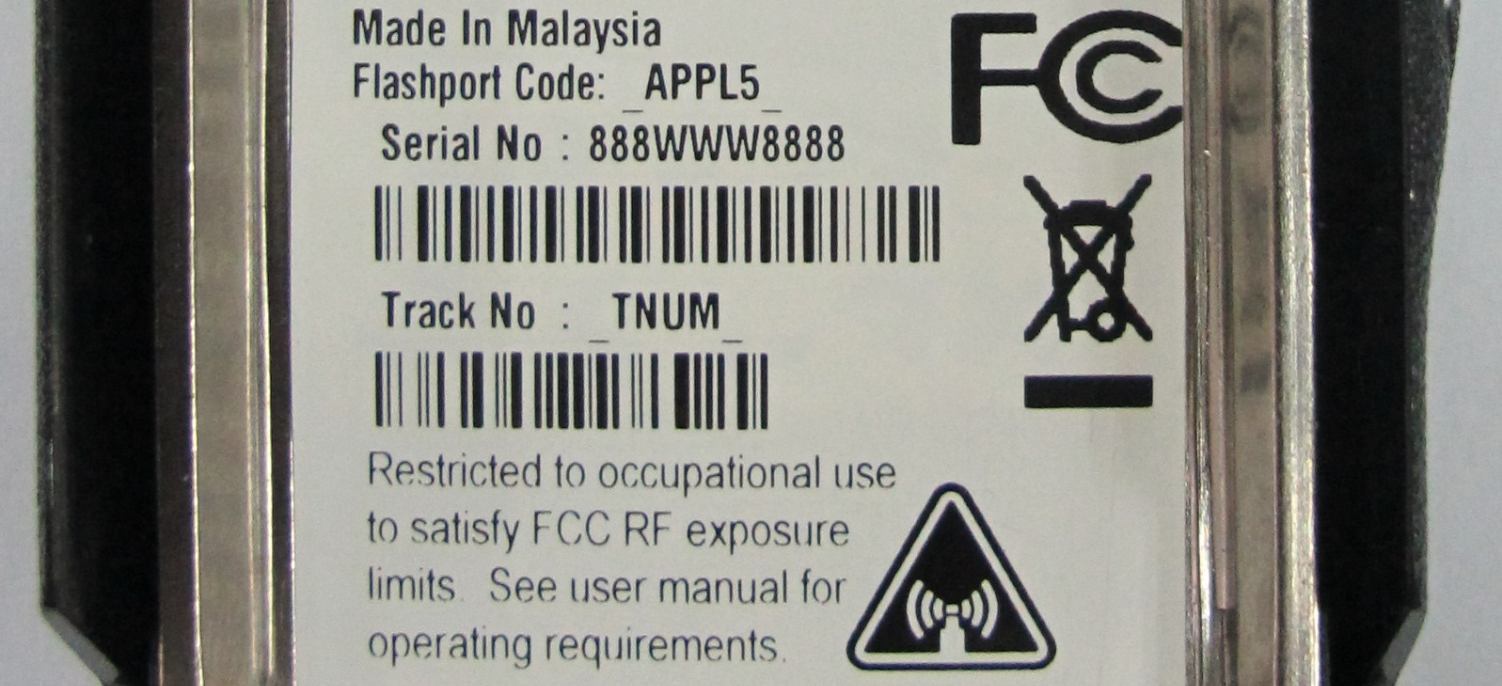 Made In Malaysia
Flashport Code: _APPL5_
Serial No : 888WWW8888
Track No : _TNUM_
Restricted to occupational use
to satisfy FCC RF exposure
limits. See user manual for
operating requirements.
FC